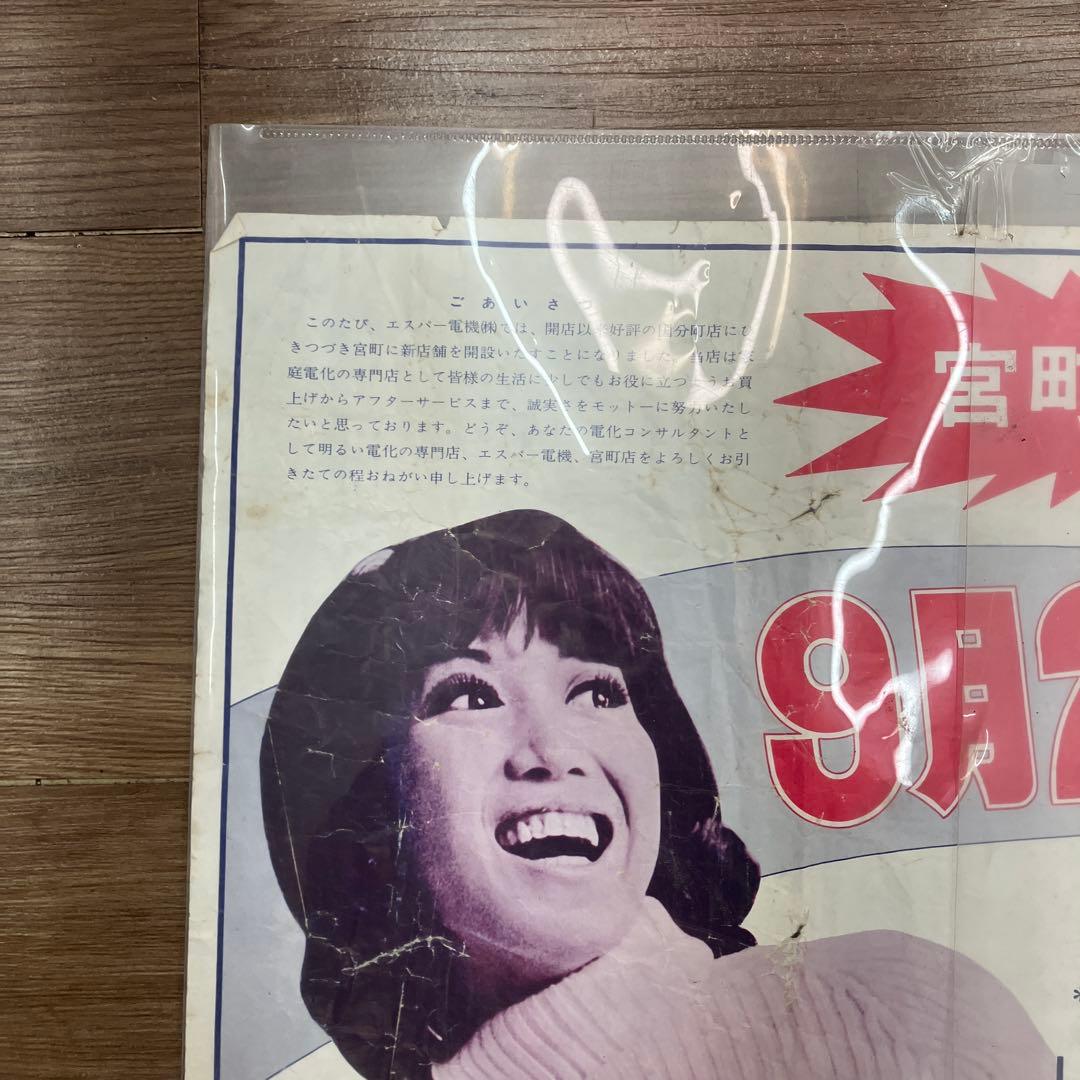 ごあいさつ
このたび、エスパー電機㈱では、開店以来好評の国分町店にひ
きつづき宮町に新店舗を開設いたすことになりました。当店は家
庭電化の専門店として皆様の生活に少しでもお役に立つようお買
上げからアフターサービスまで、誠実さをモットーに努力いたし
たいと思っております。どうぞ、あなたの電化コンサルタントと
して明るい電化の専門店、エスパー電機、宮町店をよろしくお引
きたての程おねがい申し上げます。
宮町
9月2